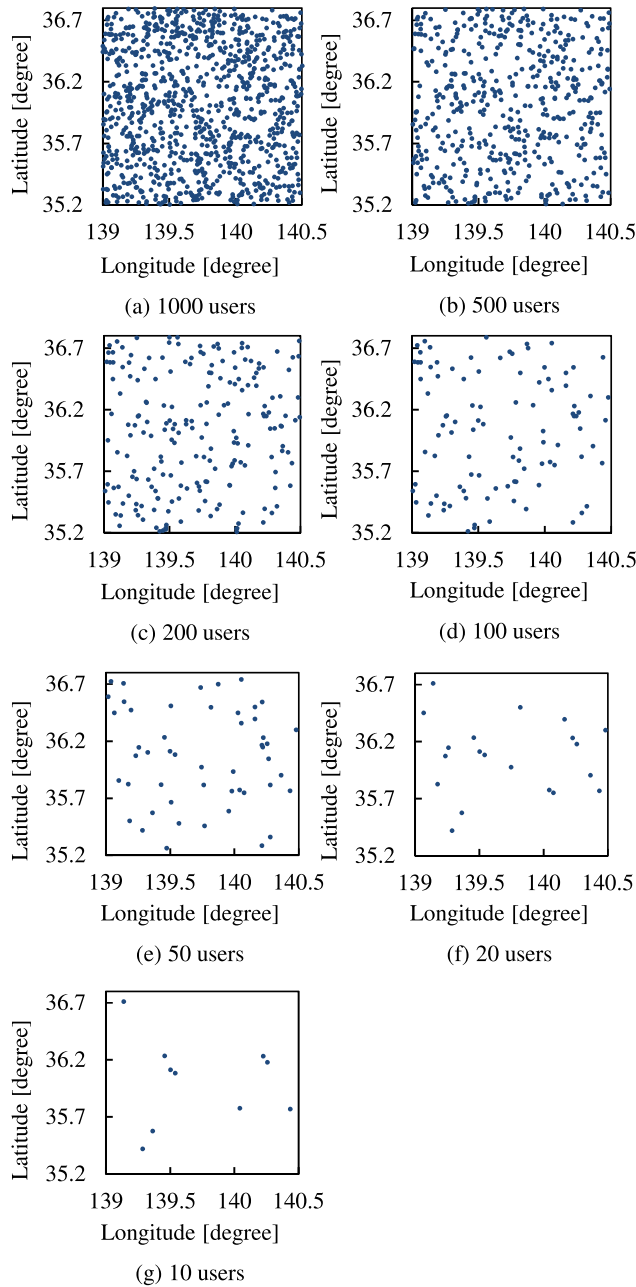 36.7
36.2
35.7
35.2
Latitude [degree]
139 139.5 140 140.5
Longitude [degree]
(a) 1000 users
36.7
36.2
35.7
35.2
Latitude [degree]
139 139.5 140 140.5
Longitude [degree]
(b) 500 users
36.7
36.2
35.7
35.2
Latitude [degree]
139 139.5 140 140.5
Longitude [degree]
(c) 200 users
36.7
36.2
35.7
35.2
Latitude [degree]
139 139.5 140 140.5
Longitude [degree]
(d) 100 users
36.7
36.2
35.7
35.2
Latitude [degree]
139 139.5 140 140.5
Longitude [degree]
(e) 50 users
36.7
36.2
35.7
35.2
Latitude [degree]
139 139.5 140 140.5
Longitude [degree]
(f) 20 users
36.7
36.2
35.7
35.2
Latitude [degree]
139 139.5 140 140.5
Longitude [degree]
(g) 10 users